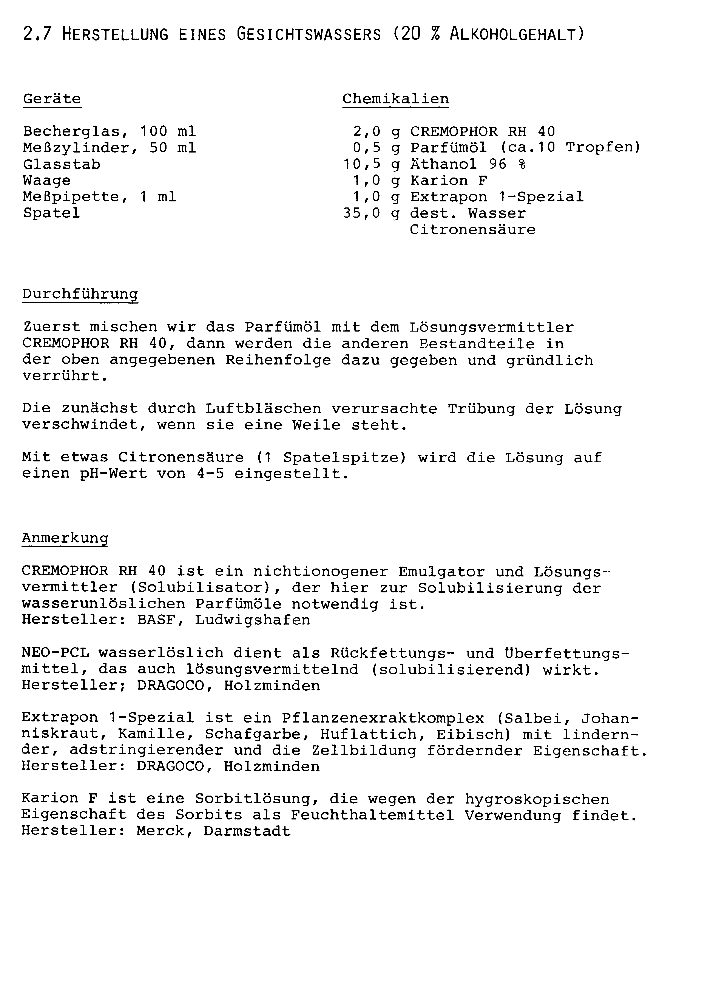 2.7 HERSTELLUNG EINES GESICHTSWASSERS (20 % ALKOHOLGEHALT)
Geräte
Becherglas, 100 ml
Meßzylinder, 50 ml
Glasstab
Waage
Meßpipette, 1 ml
Spatel
Chemikalien
2,0 g CREMOPHOR RH 40
0,5 g Parfümöl (ca.10 Tropfen)
10,5 g Äthanol 96 %
1,0 g Karion F
1,0 g Extrapon 1-Spezial
35,0 g dest. Wasser
Citronensäure
Durchführung
Zuerst mischen wir das Parfümöl mit dem Lösungsvermittler
CREMOPHOR RH 40, dann werden die anderen Bestandteile in
der oben angegebenen Reihenfolge dazu gegeben und gründlich
verrührt.
Die zunächst durch Luftbläschen verursachte Trübung der Lösung
verschwindet, wenn sie eine Weile steht.
Mit etwas Citronensäure (1 Spatelspitze) wird die Lösung auf
einen pH-Wert von 4-5 eingestellt.
Anmerkung
CREMOPHOR RH 40 ist ein nichtionogener Emulgator und Lösungs-
vermittler (Solubilisator), der hier zur Solubilisierung der
wasserunlöslichen Parfümöle notwendig ist.
Hersteller: BASF, Ludwigshafen
NEO-PCL wasserlöslich dient als Rückfettungs- und Überfettungs-
mittel, das auch lösungsvermittelnd (solubilisierend) wirkt.
Hersteller; DRAGOCO, Holzminden
Extrapon 1-Spezial ist ein Pflanzenexraktkomplex (Salbei, Johan-
niskraut, Kamille, Schafgarbe, Huflattich, Eibisch) mit lindern-
der, adstringierender und die Zellbildung fördernder Eigenschaft.
Hersteller: DRAGOCO, Holzminden
Karion F ist eine Sorbitlösung, die wegen der hygroskopischen
Eigenschaft des Sorbits als Feuchthaltemittel Verwendung findet.
Hersteller: Merck, Darmstadt